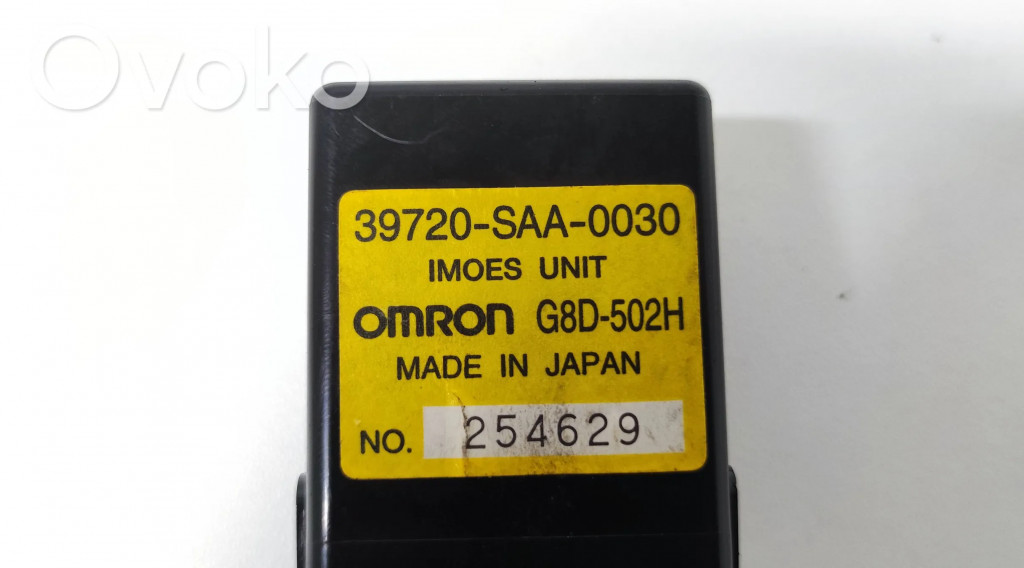 Ovoko
39720-SAA-0030
IMOES UNIT
OMRON G8D-502H
MADE IN JAPAN
NO. 254629